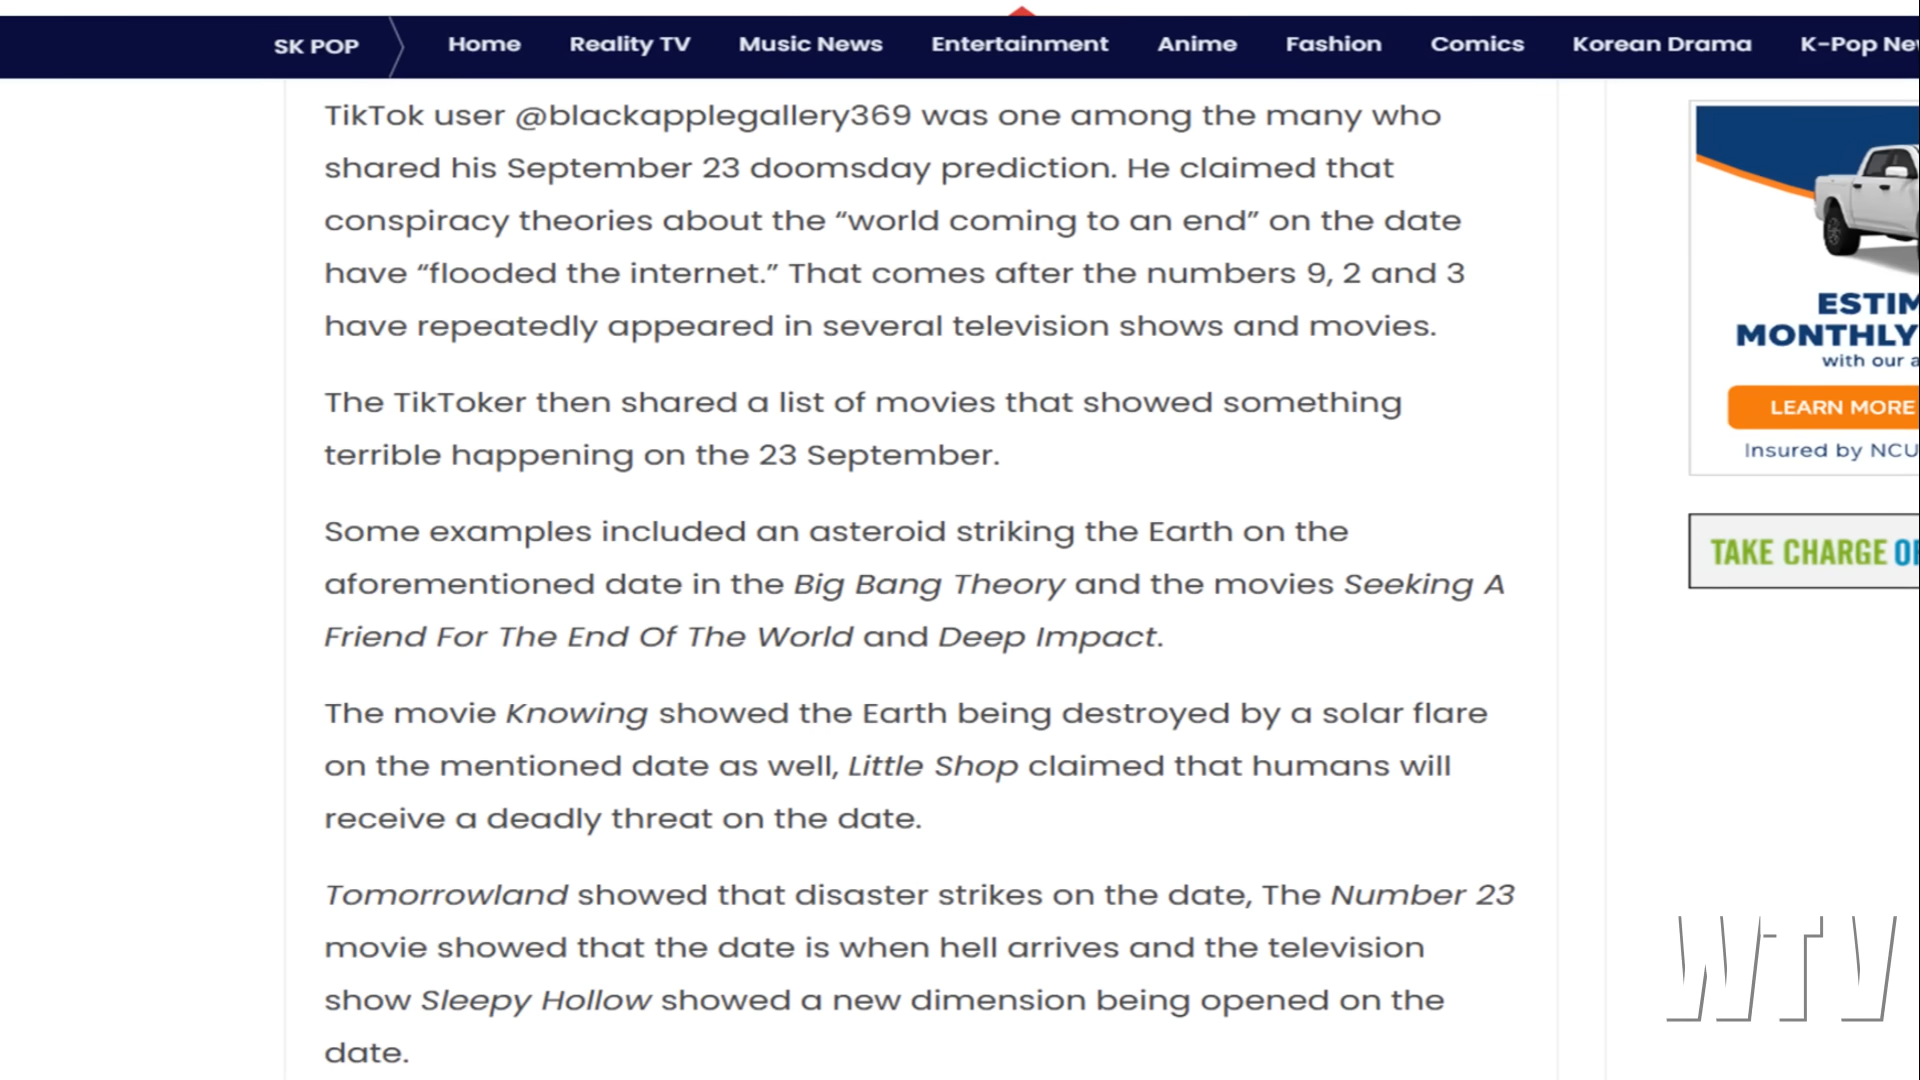 SK POP Home Reality TV Music News Entertainment Anime Fashion Comics Korean Drama K-Pop
TikTok user @blackapplegallery369 was one among the many who
shared his September 23 doomsday prediction. He claimed that
conspiracy theories about the “world coming to an end” on the date
have “flooded the internet.” That comes after the numbers 9, 2 and 3
have repeatedly appeared in several television shows and movies.
The TikToker then shared a list of movies that showed something
terrible happening on the 23 September.
Some examples included an asteroid striking the Earth on the
aforementioned date in the Big Bang Theory and the movies Seeking A
Friend For The End Of The World and Deep Impact.
The movie Knowing showed the Earth being destroyed by a solar flare
on the mentioned date as well, Little Shop claimed that humans will
receive a deadly threat on the date.
Tomorrowland showed that disaster strikes on the date, The Number 23
movie showed that the date is when hell arrives and the television
show Sleepy Hollow showed a new dimension being opened on the
date.
MONTHLY
with our
LEARN MORE
Insured by
TAKE CHARGE
WTV